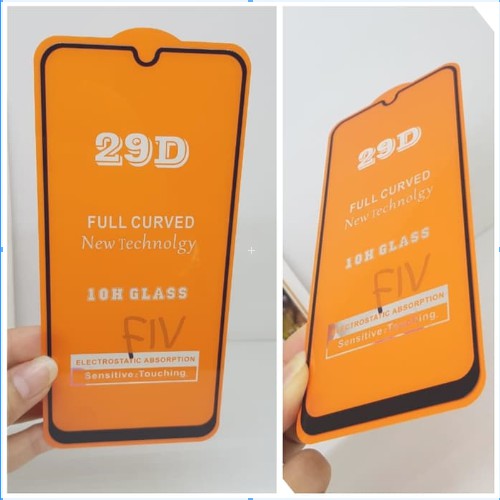 29D
FULL CURVED
New Technolgy
10H GLASS
FIV
ELECTROSTATIC ABSORPTION
Sensitive:Touching.
29D
FULL CURVED
New Technology
10H GLASS
FIV
ELECTROSTATIC ABSORPTION
Sensitive:Touching.